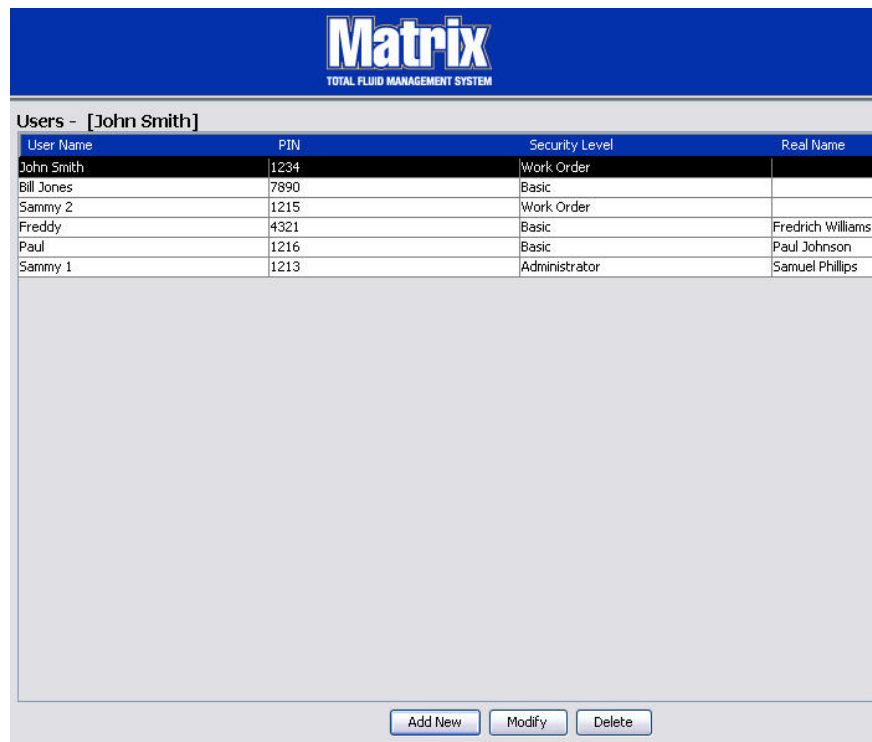 Matrix
TOTAL FLUID MANAGEMENT SYSTEM
Users - [John Smith]
User Name PIN Security Level Real Name
John Smith 1234 Work Order
Bill Jones 7890 Basic
Sammy 2 1215 Work Order
Freddy 4321 Basic Fredrich Williams
Paul 1216 Basic Paul Johnson
Sammy 1 1213 Administrator Samuel Phillips
Add New Modify Delete